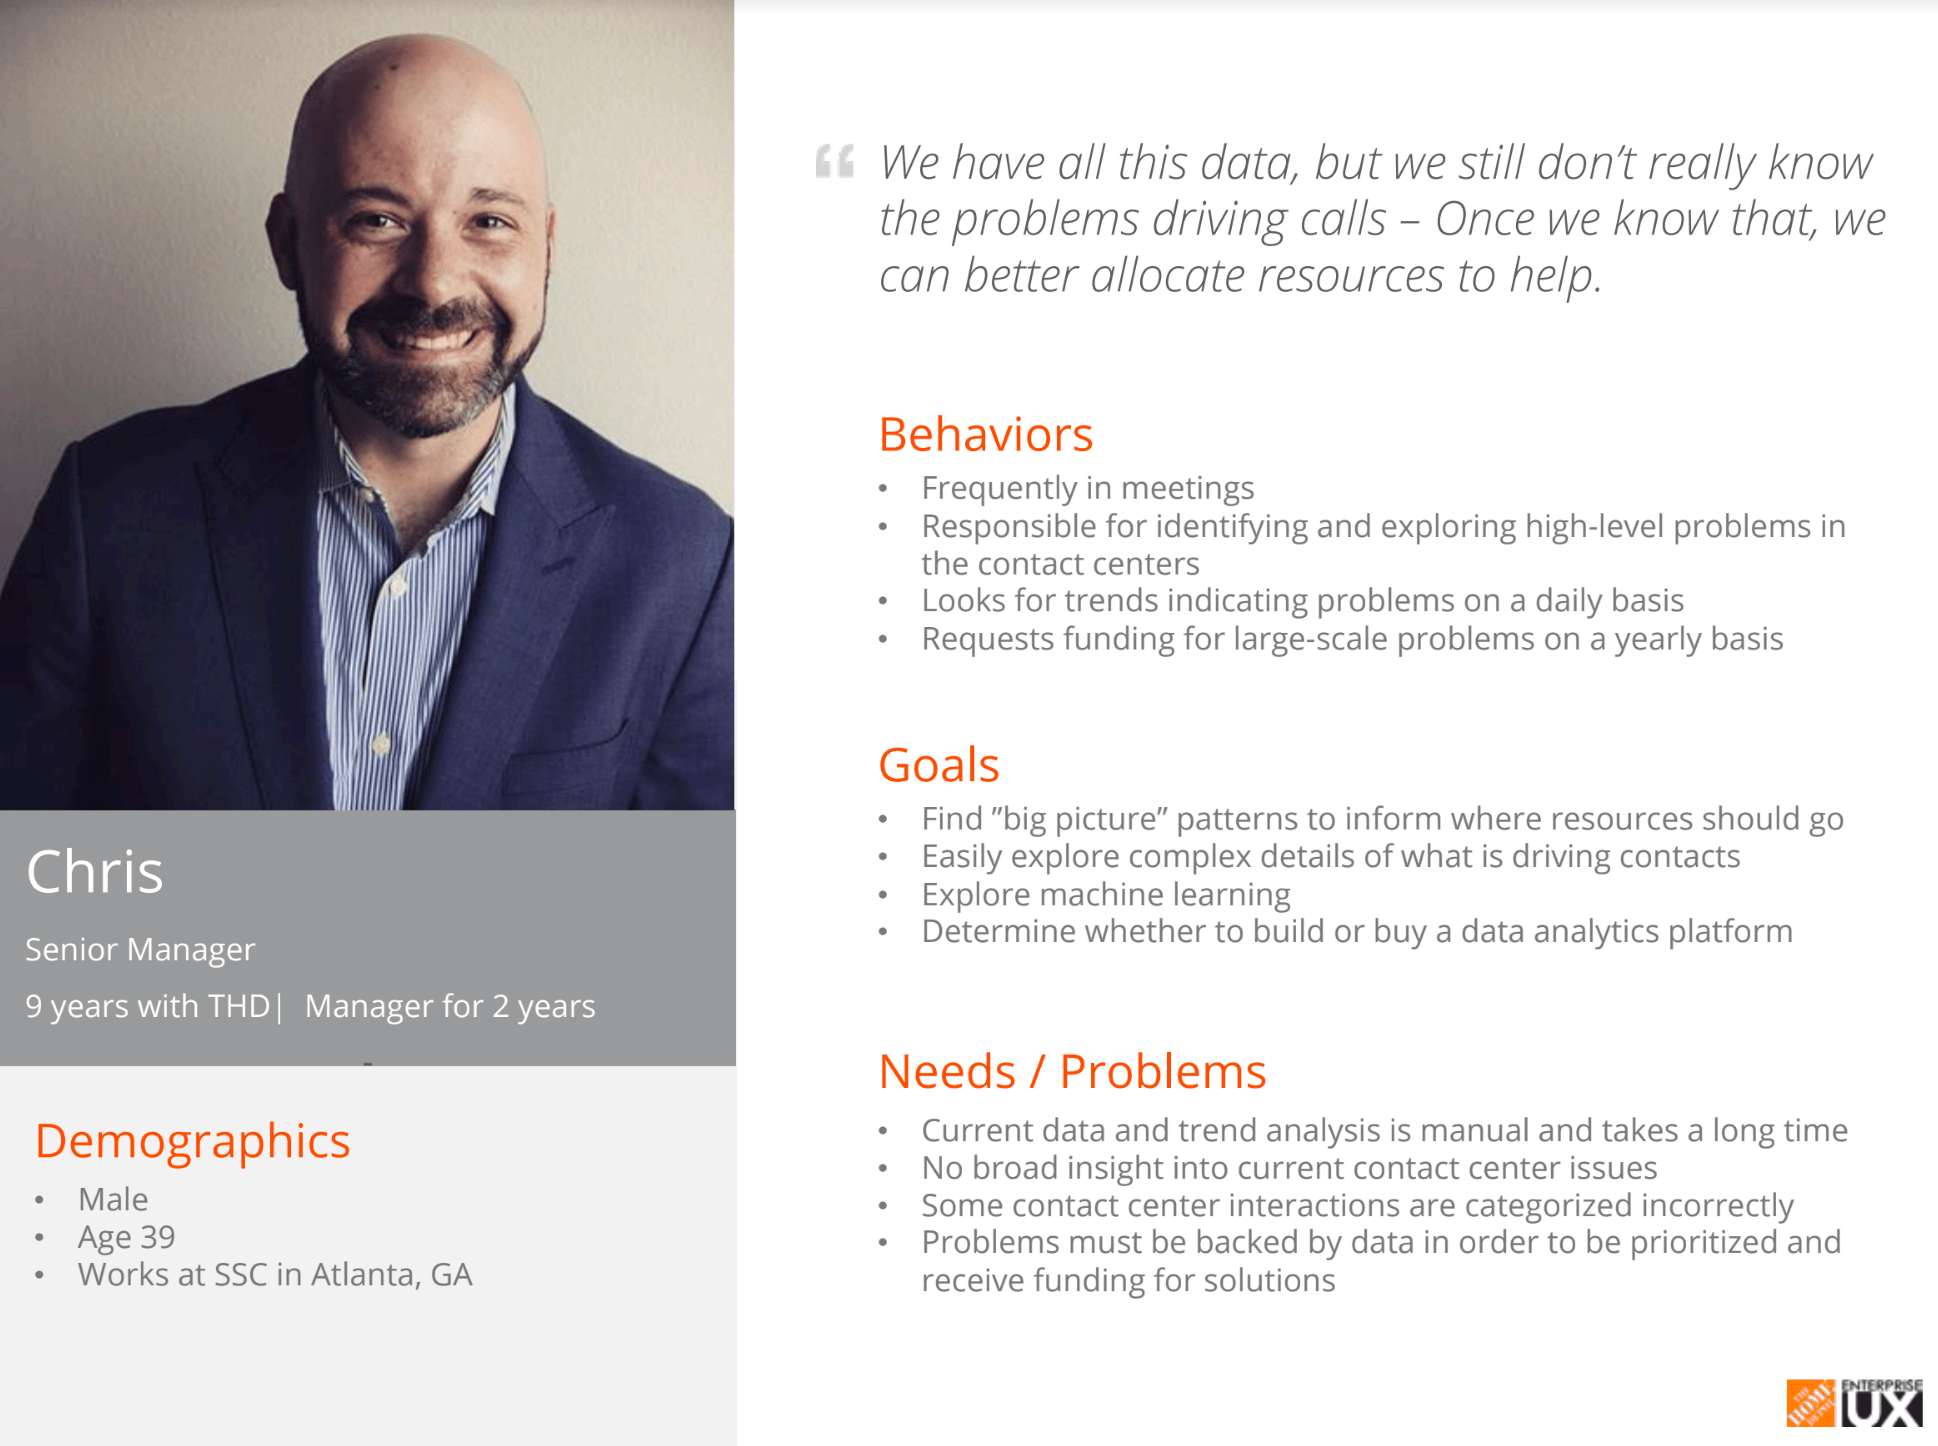 “ We have all this data, but we still don’t really know
the problems driving calls – Once we know that, we
can better allocate resources to help.
Behaviors
• Frequently in meetings
• Responsible for identifying and exploring high-level problems in
the contact centers
• Looks for trends indicating problems on a daily basis
• Requests funding for large-scale problems on a yearly basis
Goals
• Find ”big picture” patterns to inform where resources should go
• Easily explore complex details of what is driving contacts
• Explore machine learning
• Determine whether to build or buy a data analytics platform
Needs / Problems
• Current data and trend analysis is manual and takes a long time
• No broad insight into current contact center issues
• Some contact center interactions are categorized incorrectly
• Problems must be backed by data in order to be prioritized and
receive funding for solutions
Chris
Senior Manager
9 years with THD| Manager for 2 years
Demographics
• Male
• Age 39
• Works at SSC in Atlanta, GA
THE
HOME
DEPOT
ENTERPRISE
UX